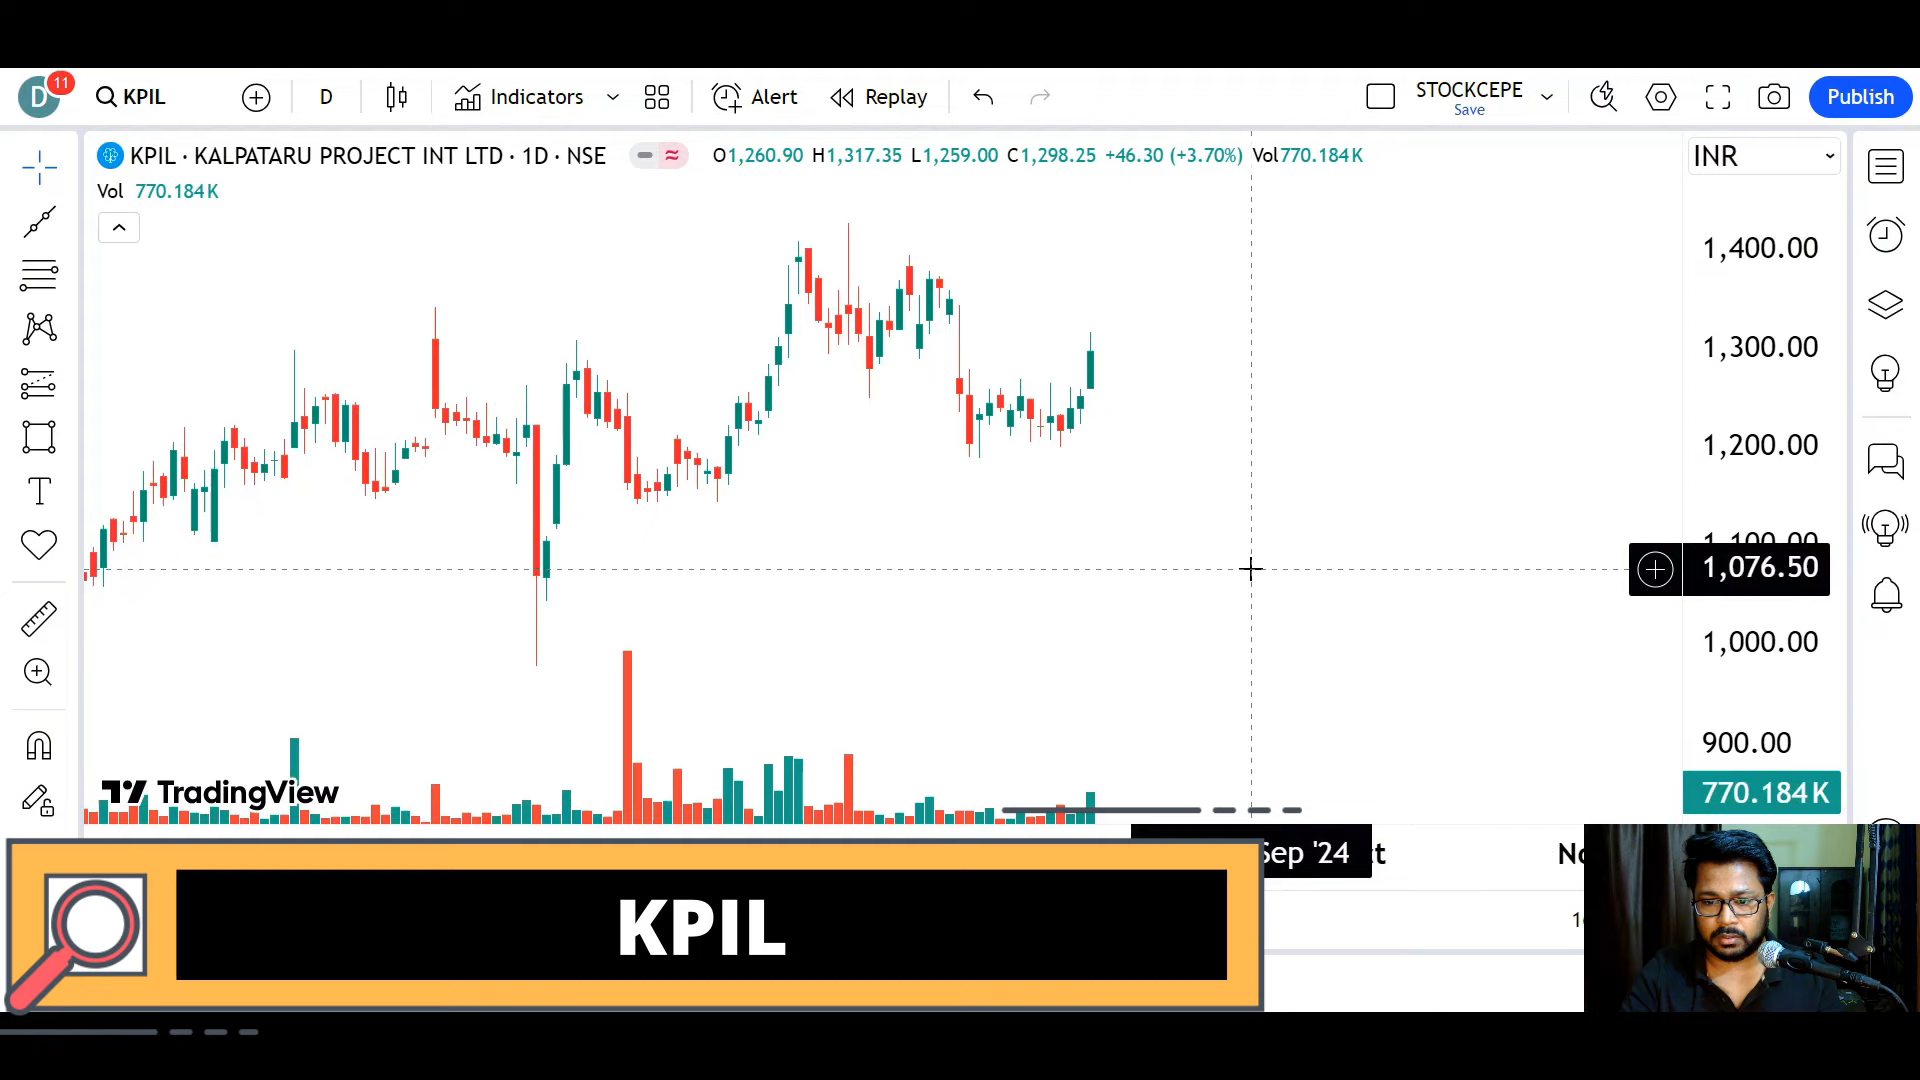 D 11 KPIL D Indicators Alert Replay STOCKCEPE Save Publish
KPIL · KALPATARU PROJECT INT LTD · 1D · NSE O1,260.90 H1,317.35 L1,259.00 C1,298.25 +46.30 (+3.70%) Vol770.184K INR
Vol 770.184K
1,400.00
1,300.00
1,200.00
1,076.50
1,000.00
900.00
TradingView 770.184K
Sep '24
KPIL